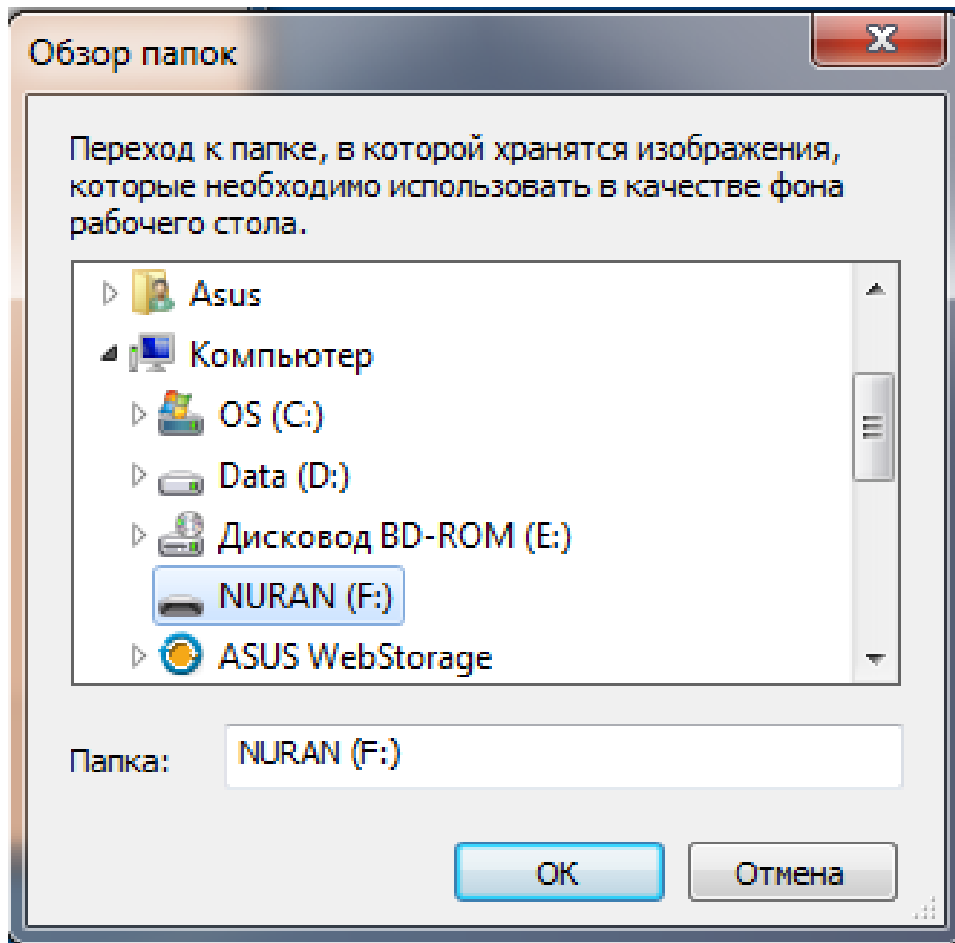 Обзор папок
Переход к папке, в которой хранятся изображения,
которые необходимо использовать в качестве фона
рабочего стола.
Asus
Компьютер
OS (C:)
Data (D:)
Дисковод BD-ROM (E:)
NURAN (F:)
ASUS WebStorage
Папка: NURAN (F:)
ОК Отмена